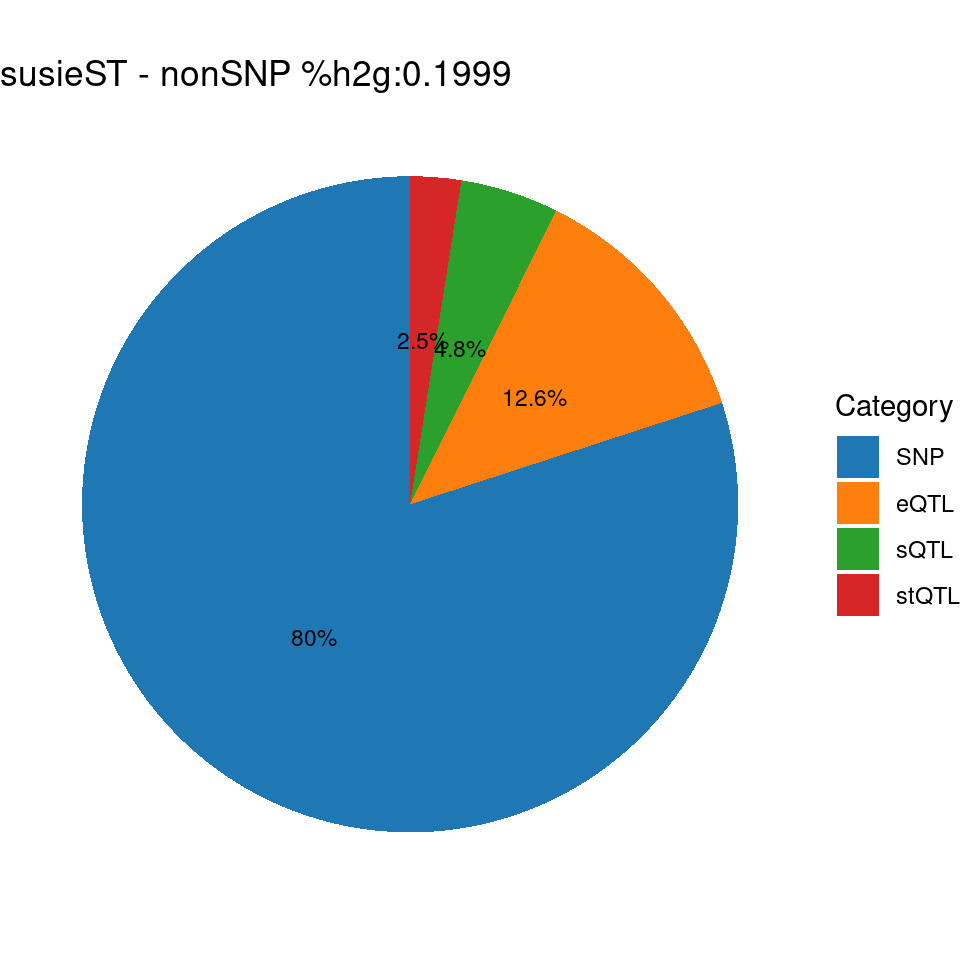 susieST - nonSNP %h2g:0.1999
2.5%
4.8%
12.6%
80%
Category
SNP
eQTL
sQTL
stQTL